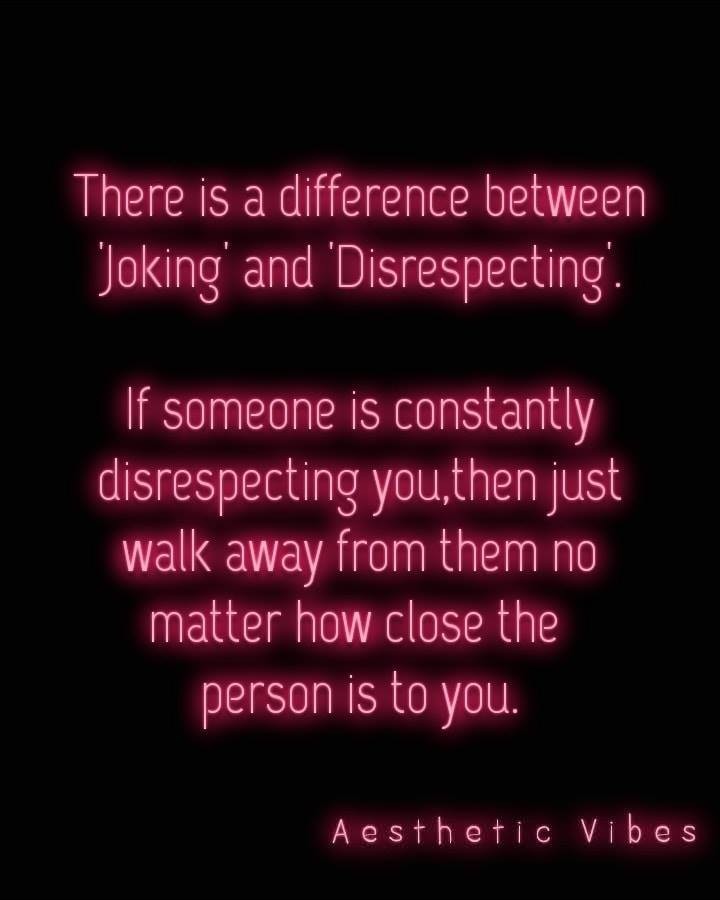 There is a difference between
'Joking' and 'Disrespecting'.
If someone is constantly
disrespecting you,then just
walk away from them no
matter how close the
person is to you.
Aesthetic Vibes